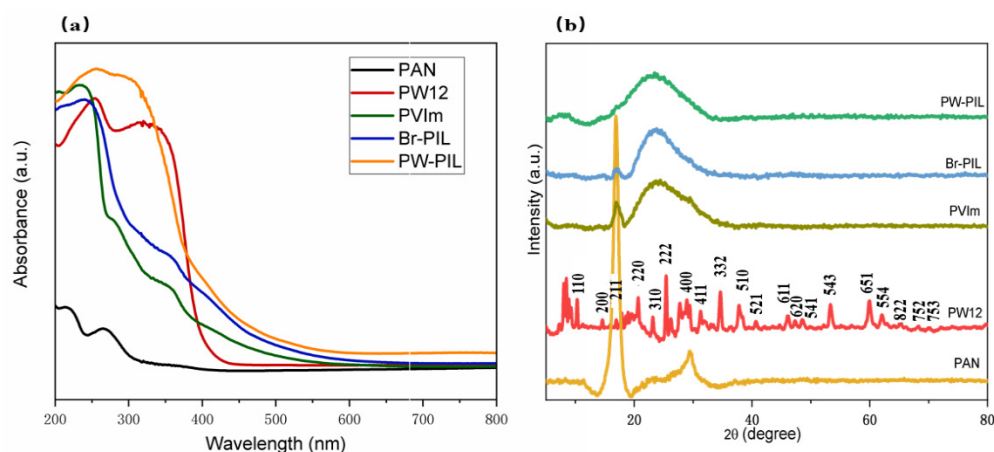 (a)
Absorbance (a.u.)
PAN
PW12
PVIm
Br-PIL
PW-PIL
200 300 400 500 600 700 800
Wavelength (nm)
(b)
Intensity (a.u.)
PW-PIL
Br-PIL
PVIm
PW12
PAN
110
200
211
220
310
222
400
411
332
510
521
611
620
541
543
651
554
822
752
753
20 40 60 80
2θ (degree)